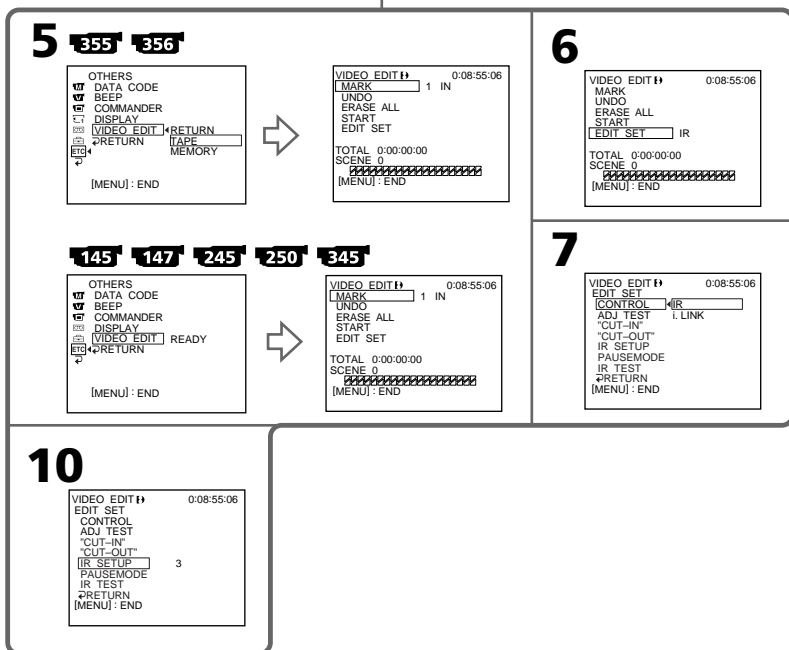 5 355 356
OTHERS
DATA CODE
BEEP
COMMANDER
DISPLAY
VIDEO EDIT RETURN
RETURN TAPE
ETC MEMORY
[MENU] : END
VIDEO EDIT 0:08:55:06
MARK 1 IN
UNDO
ERASE ALL
START
EDIT SET
TOTAL 0:00:00:00
SCENE 0
[MENU] : END
145 147 245 250 345
OTHERS
DATA CODE
BEEP
COMMANDER
DISPLAY
VIDEO EDIT READY
ETC RETURN
[MENU] : END
VIDEO EDIT 0:08:55:06
MARK 1 IN
UNDO
ERASE ALL
START
EDIT SET
TOTAL 0:00:00:00
SCENE 0
[MENU] : END
6
VIDEO EDIT 0:08:55:06
MARK
UNDO
ERASE ALL
START
EDIT SET IR
TOTAL 0:00:00:00
SCENE 0
[MENU] : END
7
VIDEO EDIT 0:08:55:06
EDIT SET
CONTROL IR
ADJ TEST i. LINK
"CUT–IN"
"CUT–OUT"
IR SETUP
PAUSEMODE
IR TEST
RETURN
[MENU] : END
10
VIDEO EDIT 0:08:55:06
EDIT SET
CONTROL
ADJ TEST
"CUT–IN"
"CUT–OUT"
IR SETUP 3
PAUSEMODE
IR TEST
RETURN
[MENU] : END